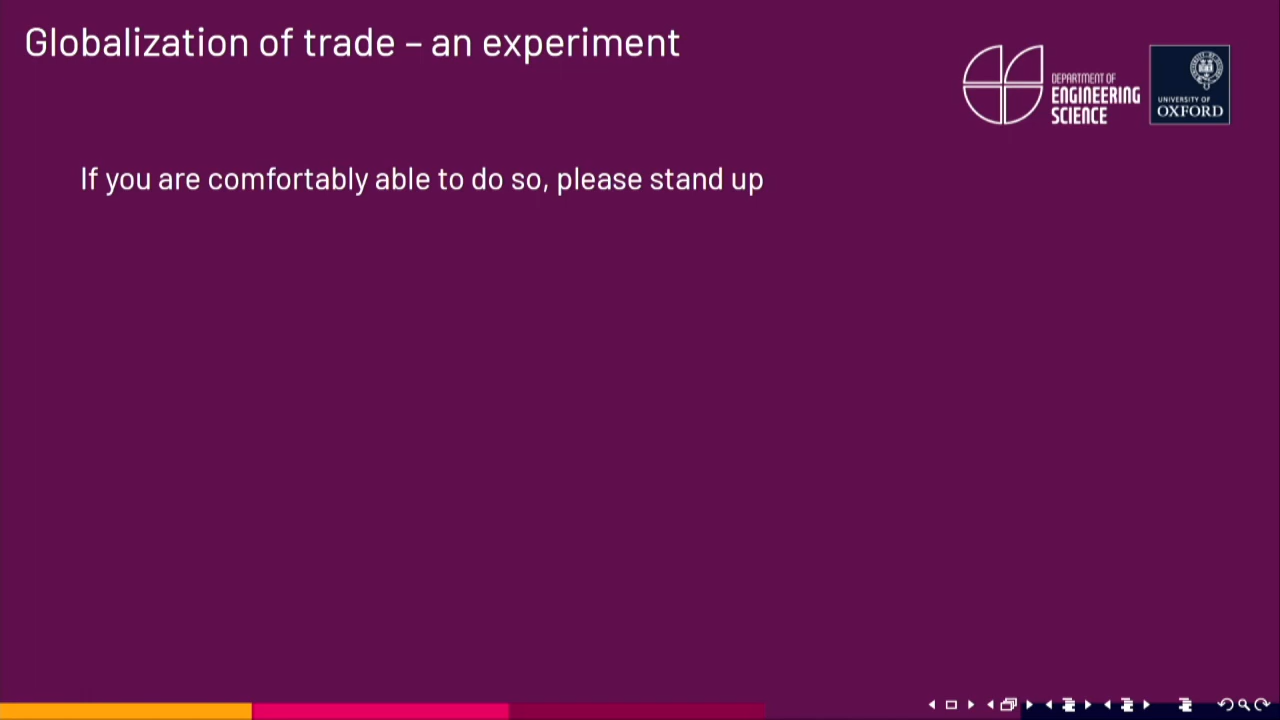 Globalization of trade – an experiment
DEPARTMENT OF
ENGINEERING
SCIENCE
UNIVERSITY OF
OXFORD
If you are comfortably able to do so, please stand up